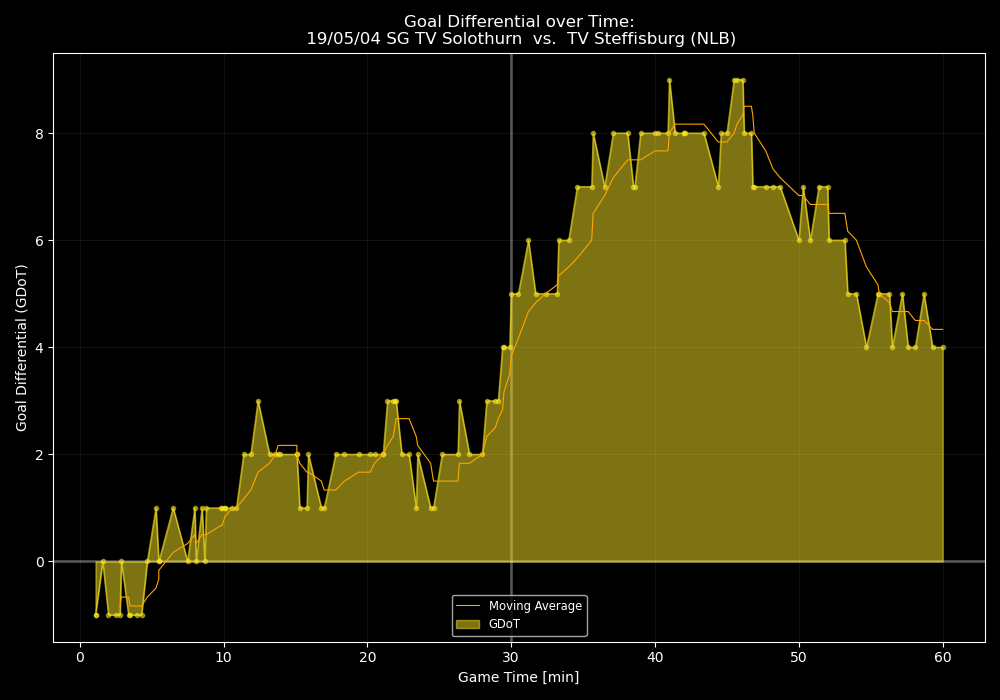 Goal Differential over Time:
19/05/04 SG TV Solothurn  vs.  TV Steffisburg (NLB)
Goal Differential (GDoT)
8
6
4
2
0
Moving Average
GDoT
0 10 20 30 40 50 60
Game Time [min]